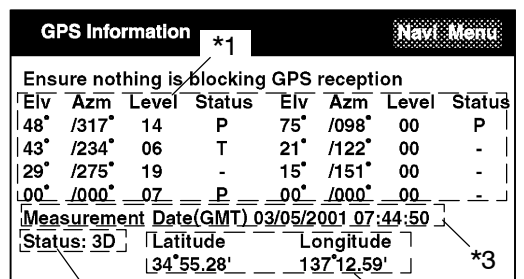 GPS Information Navi Menu
*1
Ensure nothing is blocking GPS reception
Elv Azm Level Status Elv Azm Level Status
48° /317° 14 P 75° /098° 00 P
43° /234° 06 T 21° /122° 00 -
29° /275° 19 - 15° /151° 00 -
00° /000° 07 P 00° /000° 00 -
Measurement Date(GMT) 03/05/2001 07:44:50
*3
Status: 3D Latitude Longitude
34°55.28' 137°12.59'